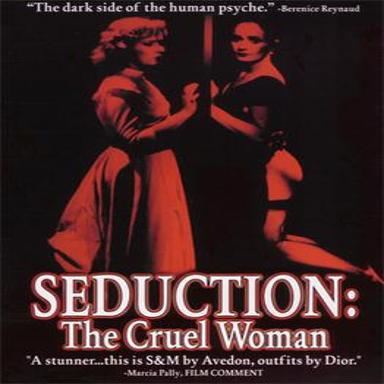 “The dark side of the human psyche.” -Berenice Reynaud
SEDUCTION:
The Cruel Woman
"A stunner...this is S&M by Avedon, outfits by Dior."
-Marcia Pally, FILM COMMENT